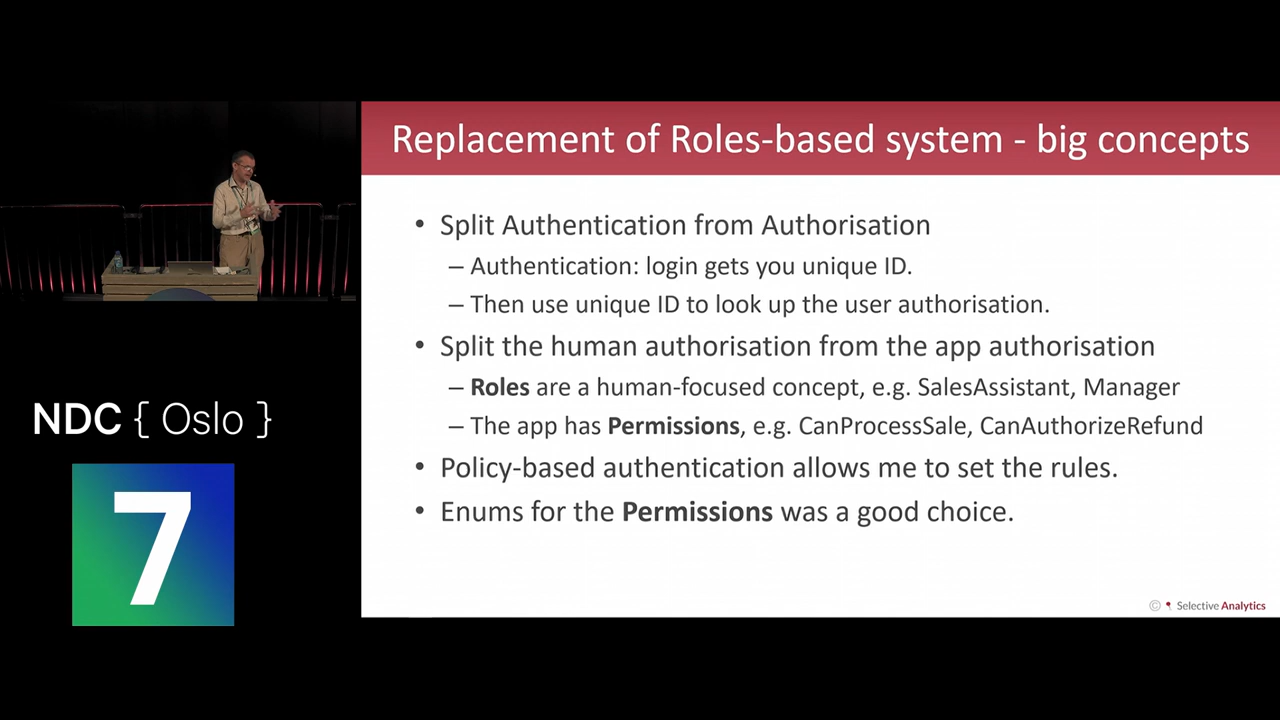 Replacement of Roles-based system - big concepts
• Split Authentication from Authorisation
– Authentication: login gets you unique ID.
– Then use unique ID to look up the user authorisation.
• Split the human authorisation from the app authorisation
– Roles are a human-focused concept, e.g. SalesAssistant, Manager
– The app has Permissions, e.g. CanProcessSale, CanAuthorizeRefund
• Policy-based authentication allows me to set the rules.
• Enums for the Permissions was a good choice.
© Selective Analytics
NDC { Oslo }
7